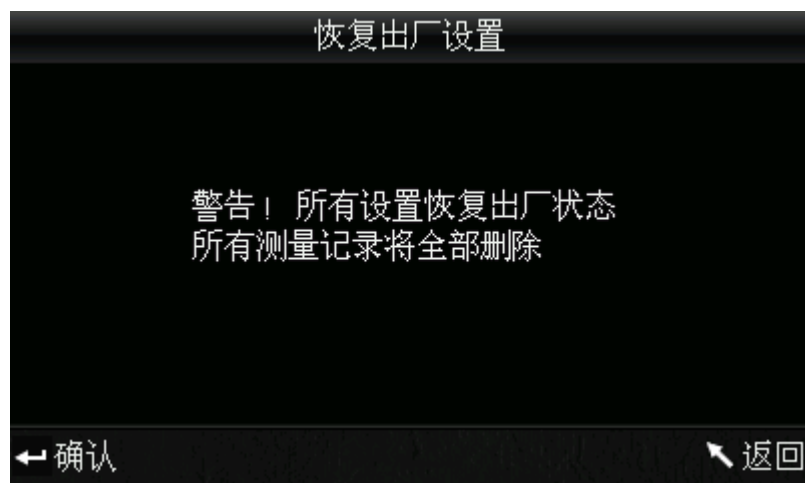 恢复出厂设置
警告！所有设置恢复出厂状态
所有测量记录将全部删除
确认
返回